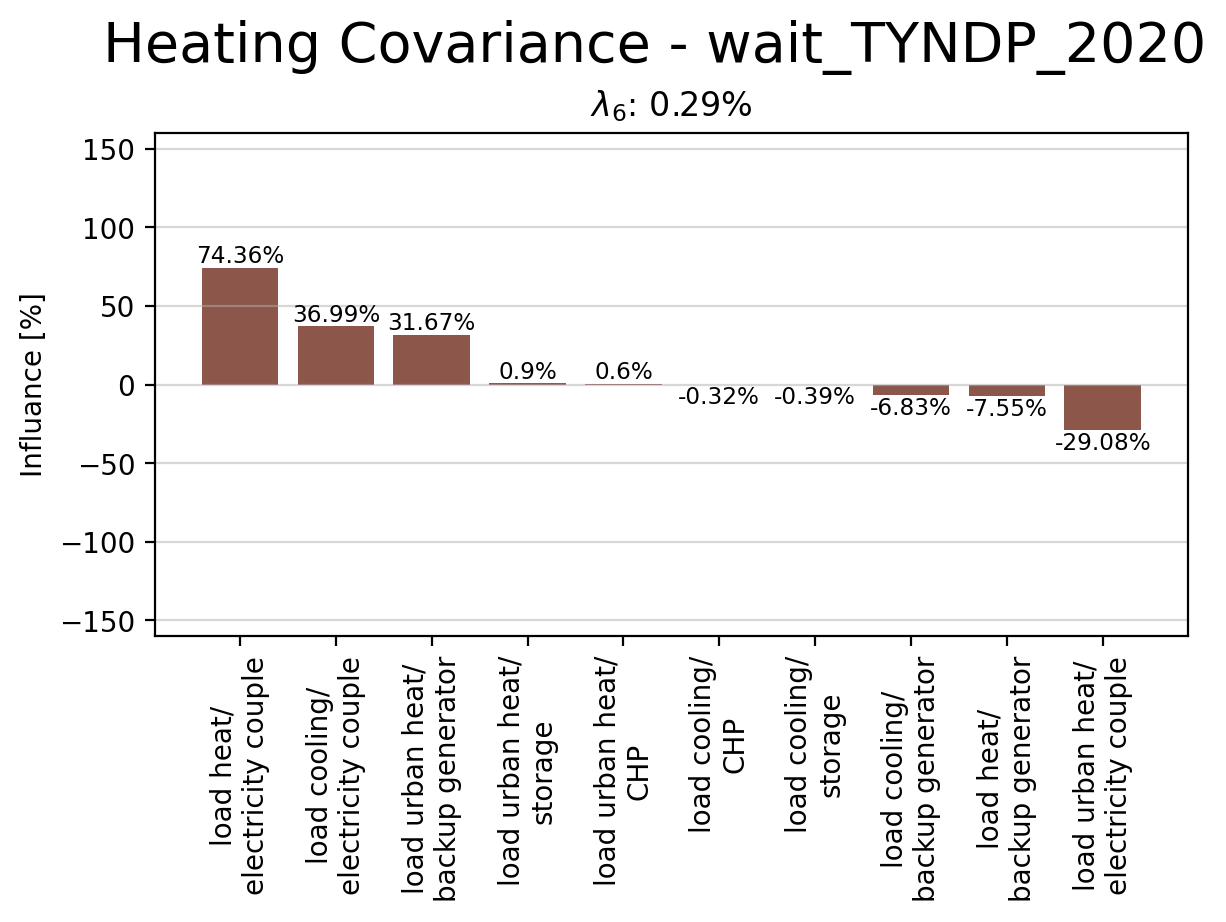 Heating Covariance - wait_TYNDP_2020
λ6: 0.29%
Influance [%]
150
100
50
0
−50
−100
−150
74.36%
36.99%
31.67%
0.9%
0.6%
-0.32%
-0.39%
-6.83%
-7.55%
-29.08%
load heat/
electricity couple
load cooling/
electricity couple
load urban heat/
backup generator
load urban heat/
storage
load urban heat/
CHP
load cooling/
CHP
load cooling/
storage
load cooling/
backup generator
load heat/
backup generator
load urban heat/
electricity couple